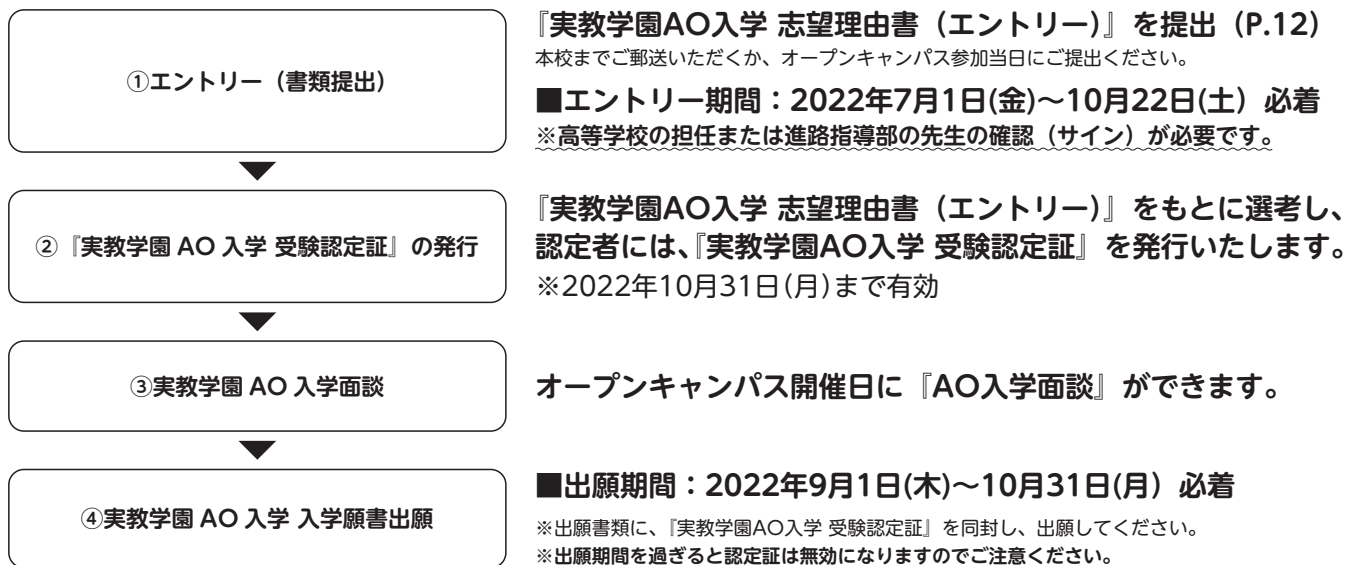 ①エントリー（書類提出）
『実教学園AO入学 志望理由書（エントリー）』を提出（P.12）
本校までご郵送いただくか、オープンキャンパス参加当日にご提出ください。
■エントリー期間：2022年7月1日(金)～10月22日(土）必着
※高等学校の担任または進路指導部の先生の確認（サイン）が必要です。
②『実教学園 AO 入学 受験認定証』の発行
『実教学園AO入学 志望理由書（エントリー）』をもとに選考し、
認定者には、『実教学園AO入学 受験認定証』を発行いたします。
※2022年10月31日(月)まで有効
③実教学園 AO 入学面談
オープンキャンパス開催日に『AO入学面談』ができます。
④実教学園 AO 入学 入学願書出願
■出願期間：2022年9月1日(木)～10月31日(月）必着
※出願書類に、『実教学園AO入学 受験認定証』を同封し、出願してください。
※出願期間を過ぎると認定証は無効になりますのでご注意ください。